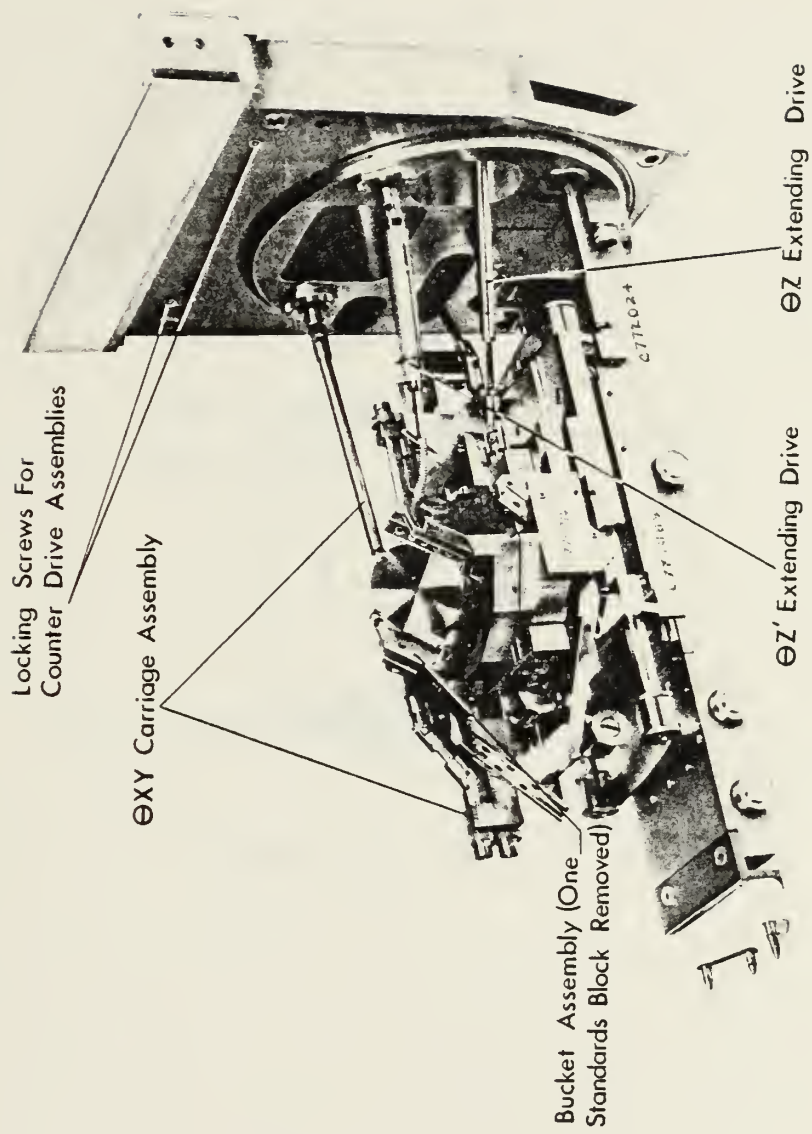 Locking Screws For
Counter Drive Assemblies
ΘXY Carriage Assembly
Bucket Assembly (One
Standards Block Removed)
ΘZ' Extending Drive
ΘZ Extending Drive
C772024